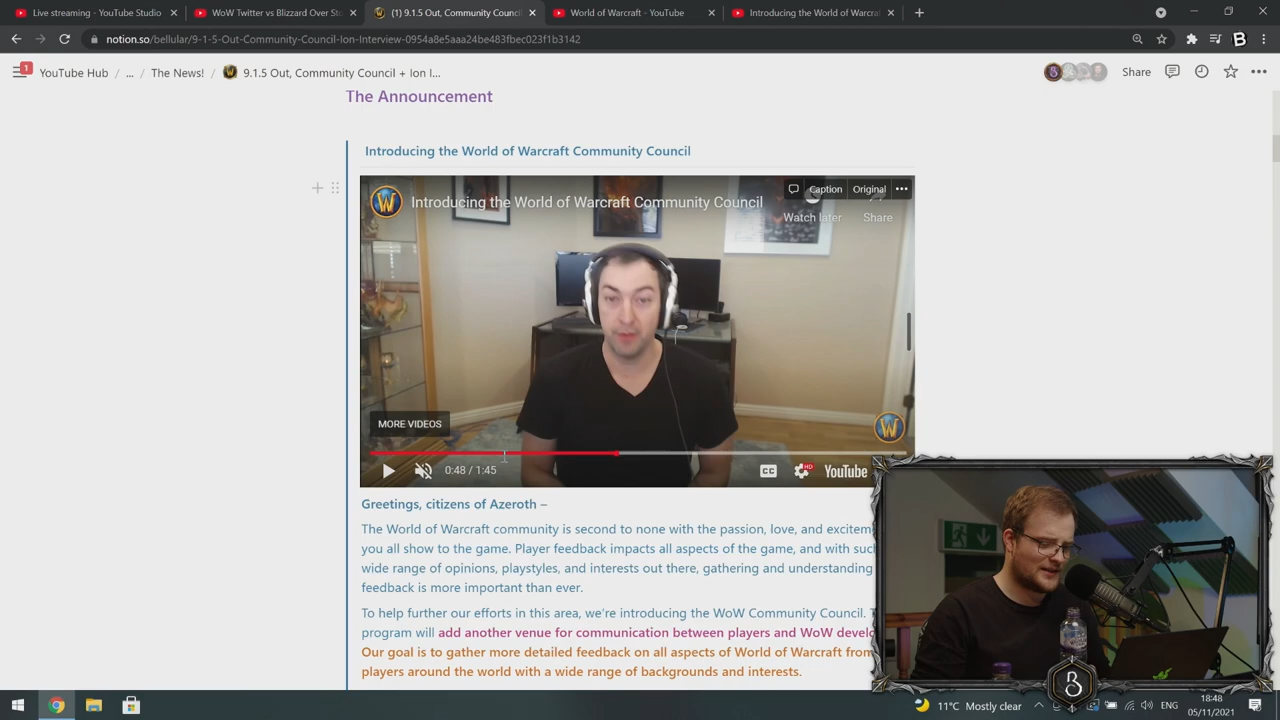 Live streaming - YouTube Studio
WoW Twitter vs Blizzard Over St
(1) 9.1.5 Out, Community Counci
World of Warcraft - YouTube
Introducing the World of Warcraf
notion.so/bellular/9-1-5-Out-Community-Council-Ion-Interview-0954a8e5aaa24be483fbec023f1b3142
1
YouTube Hub / ... / The News! / 9.1.5 Out, Community Council + Ion I...
Share
The Announcement
Introducing the World of Warcraft Community Council
Caption Original
Introducing the World of Warcraft Community Council
Watch later Share
MORE VIDEOS
0:48 / 1:45
CC
HD
YouTube
Greetings, citizens of Azeroth –
The World of Warcraft community is second to none with the passion, love, and excitem
you all show to the game. Player feedback impacts all aspects of the game, and with suc
wide range of opinions, playstyles, and interests out there, gathering and understanding
feedback is more important than ever.
To help further our efforts in this area, we're introducing the WoW Community Council. T
program will add another venue for communication between players and WoW develo
Our goal is to gather more detailed feedback on all aspects of World of Warcraft from
players around the world with a wide range of backgrounds and interests.
B
11°C Mostly clear
ENG
18:48
05/11/2021